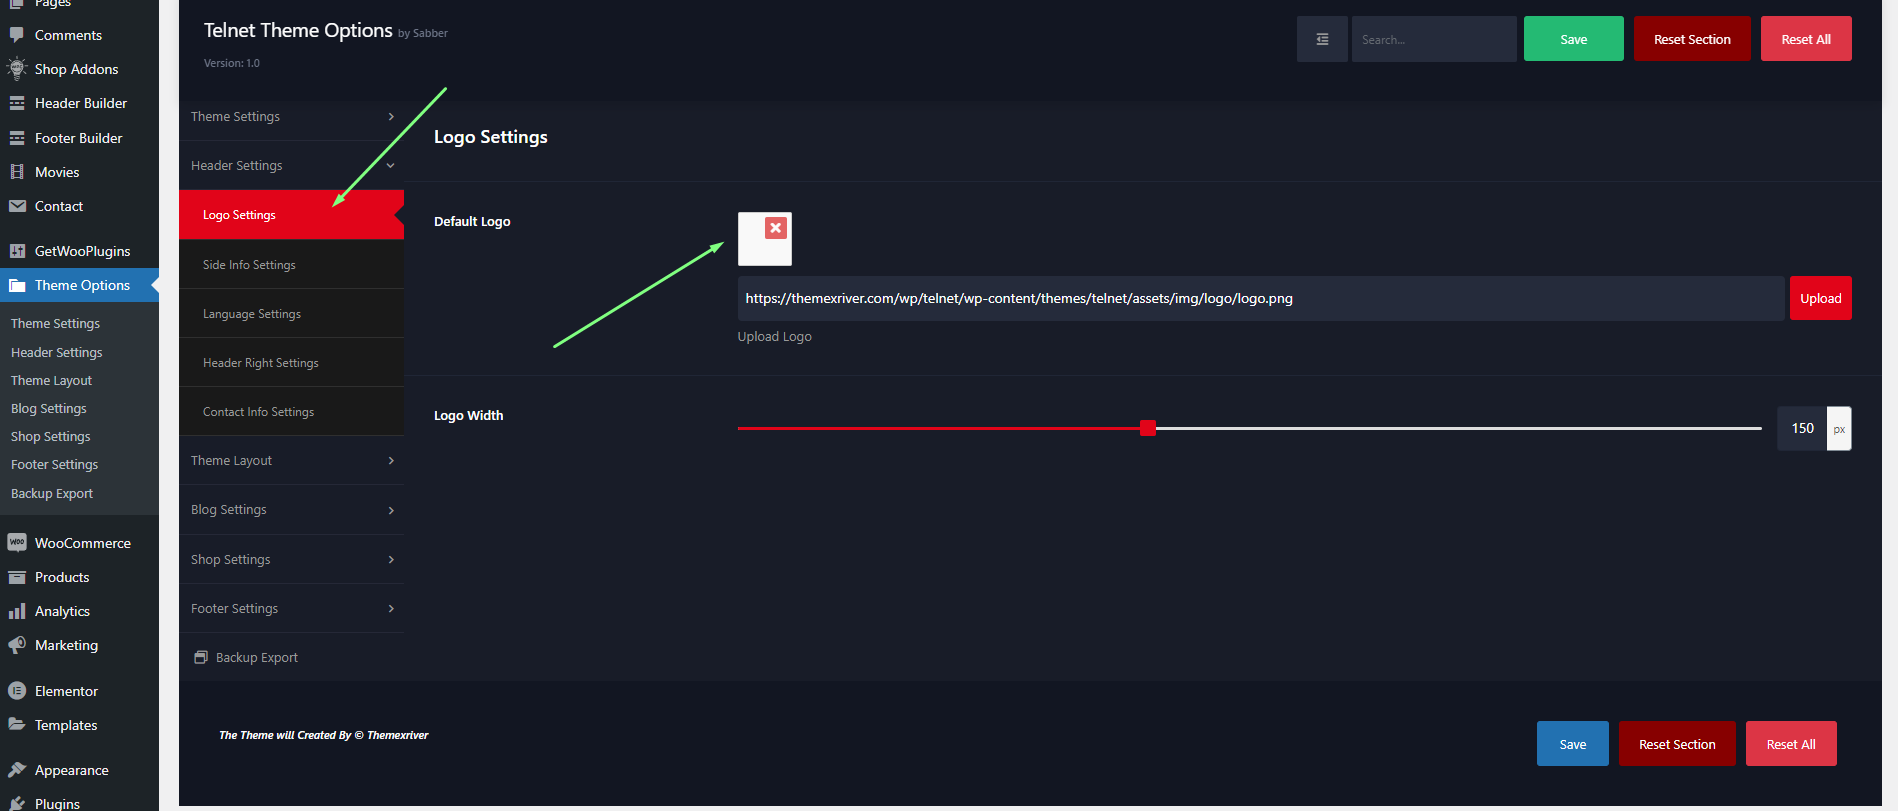 Pages
Comments
Shop Addons
Header Builder
Footer Builder
Movies
Contact
GetWooPlugins
Theme Options
Theme Settings
Header Settings
Theme Layout
Blog Settings
Shop Settings
Footer Settings
Backup Export
WooCommerce
Products
Analytics
Marketing
Elementor
Templates
Appearance
Plugins
Telnet Theme Options by Sabber
Version: 1.0
Search...
Save
Reset Section
Reset All
Theme Settings
Header Settings
Logo Settings
Side Info Settings
Language Settings
Header Right Settings
Contact Info Settings
Theme Layout
Blog Settings
Shop Settings
Footer Settings
Backup Export
Logo Settings
Default Logo
https://themexriver.com/wp/telnet/wp-content/themes/telnet/assets/img/logo/logo.png
Upload
Upload Logo
Logo Width
150
px
The Theme will Created By © Themexriver
Save
Reset Section
Reset All